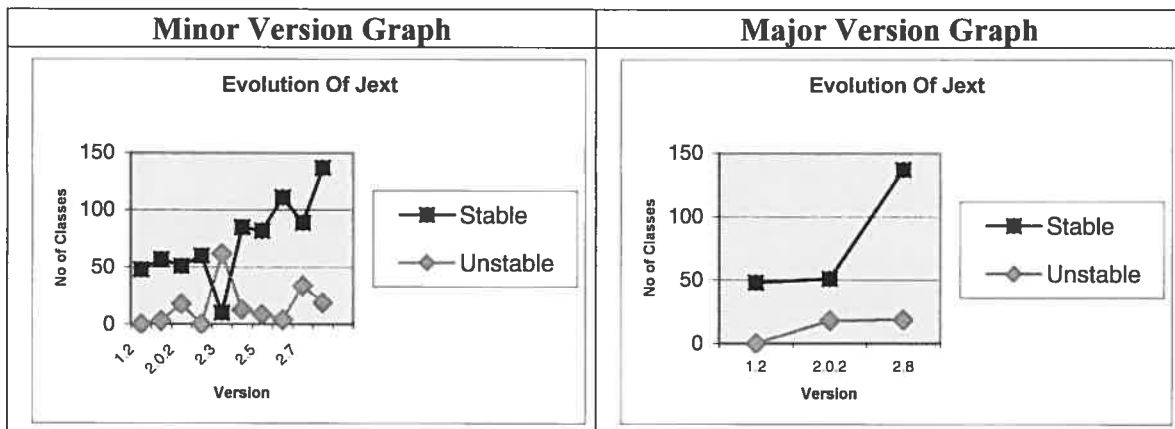 Minor Version Graph
Major Version Graph
Evolution Of Jext
No of Classes
150
100
50
0
1.2
2.0.2
2.3
2.5
2.7
Version
Stable
Unstable
Evolution Of Jext
No of Classes
150
100
50
0
1.2
2.0.2
2.8
Version
Stable
Unstable